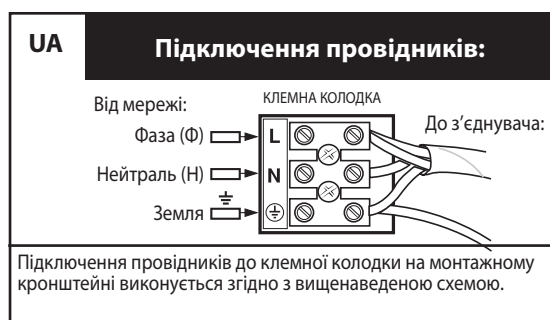 UA
Підключення провідників:
Від мережі:
КЛЕМНА КОЛОДКА
До з’єднувача:
Фаза (Ф)
L
Нейтраль (Н)
N
Земля
Підключення провідників до клемної колодки на монтажному
кронштейні виконується згідно з вищенаведеною схемою.